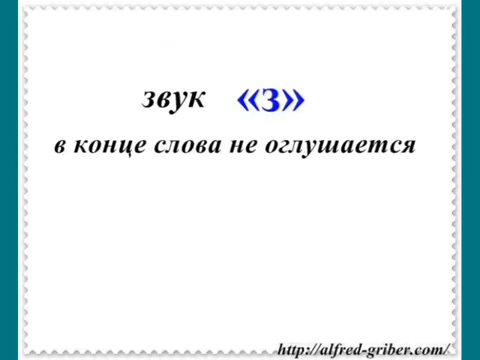 звук «з»
в конце слова не оглушается
http://alfred-griber.com/